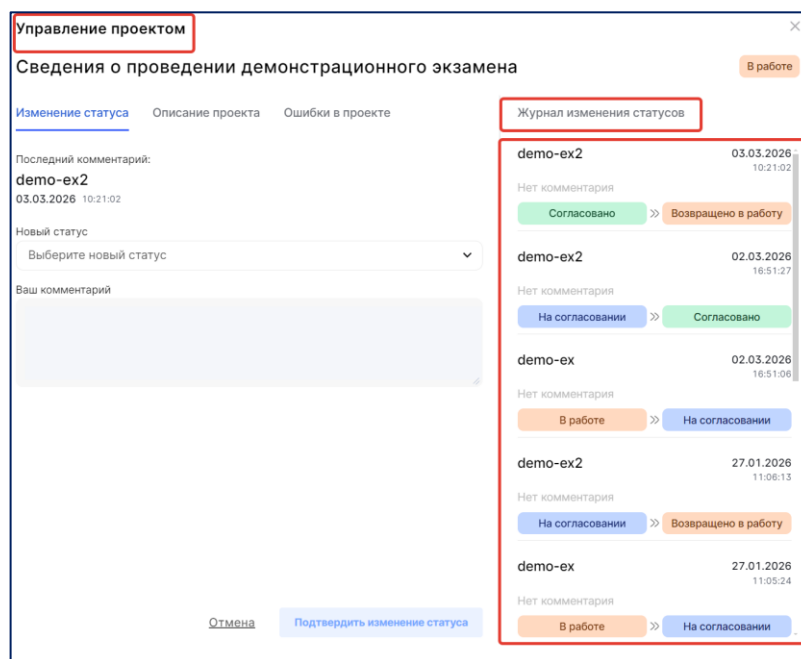 Управление проектом
Сведения о проведении демонстрационного экзамена
В работе
Изменение статуса Описание проекта Ошибки в проекте
Последний комментарий:
demo-ex2
03.03.2026 10:21:02
Новый статус
Выберите новый статус
Ваш комментарий
Отмена Подтвердить изменение статуса
Журнал изменения статусов
demo-ex2 03.03.2026
10:21:02
Нет комментария
Согласовано Возвращено в работу
demo-ex2 02.03.2026
16:51:27
Нет комментария
На согласовании Согласовано
demo-ex 02.03.2026
16:51:06
Нет комментария
В работе На согласовании
demo-ex2 27.01.2026
11:06:13
Нет комментария
На согласовании Возвращено в работу
demo-ex 27.01.2026
11:05:24
Нет комментария
В работе На согласовании